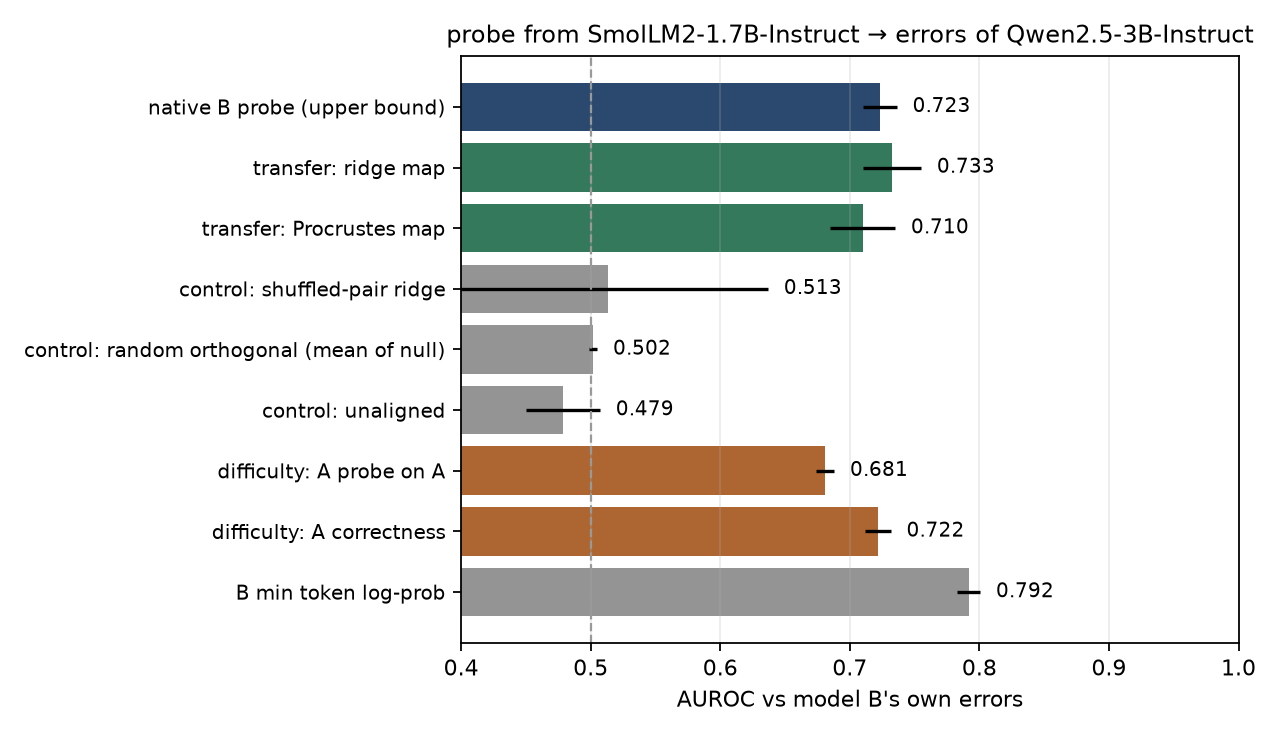 probe from SmolLM2-1.7B-Instruct → errors of Qwen2.5-3B-Instruct
native B probe (upper bound) 0.723
transfer: ridge map 0.733
transfer: Procrustes map 0.710
control: shuffled-pair ridge 0.513
control: random orthogonal (mean of null) 0.502
control: unaligned 0.479
difficulty: A probe on A 0.681
difficulty: A correctness 0.722
B min token log-prob 0.792
0.4 0.5 0.6 0.7 0.8 0.9 1.0
AUROC vs model B's own errors